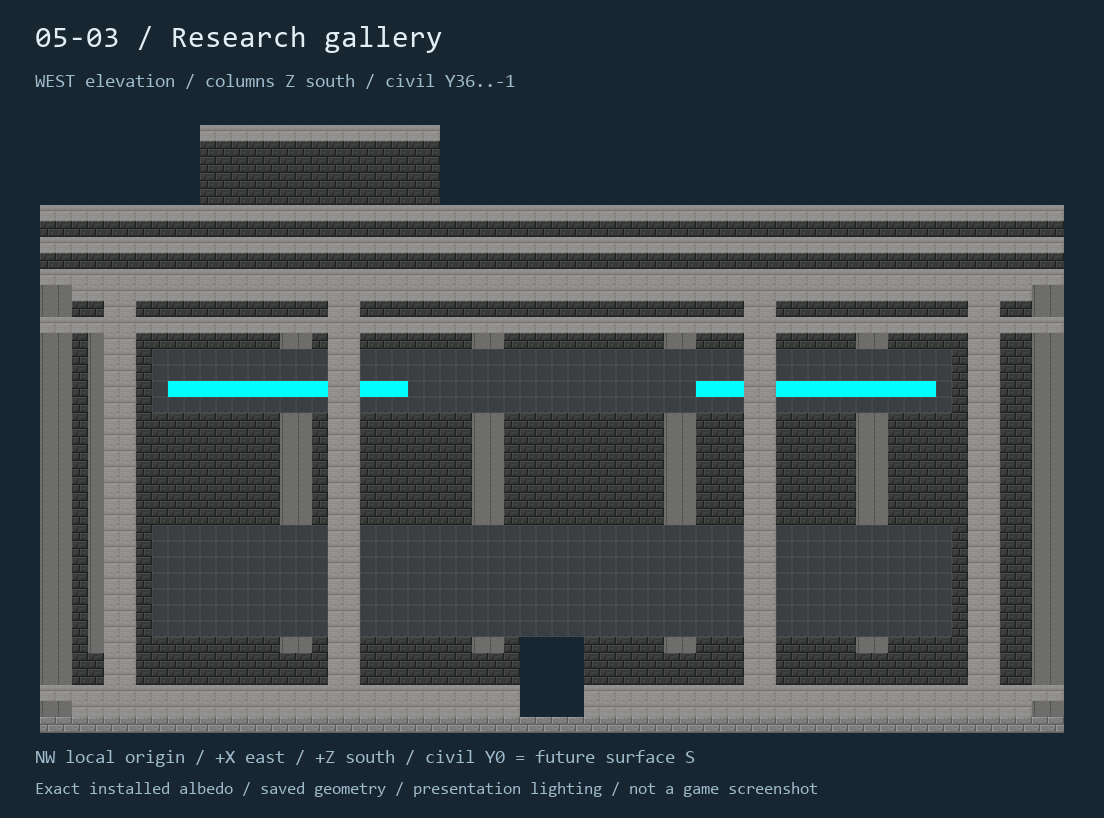 05-03 / Research gallery
WEST elevation / columns Z south / civil Y36..-1
NW local origin / +X east / +Z south / civil Y0 = future surface S
Exact installed albedo / saved geometry / presentation lighting / not a game screenshot